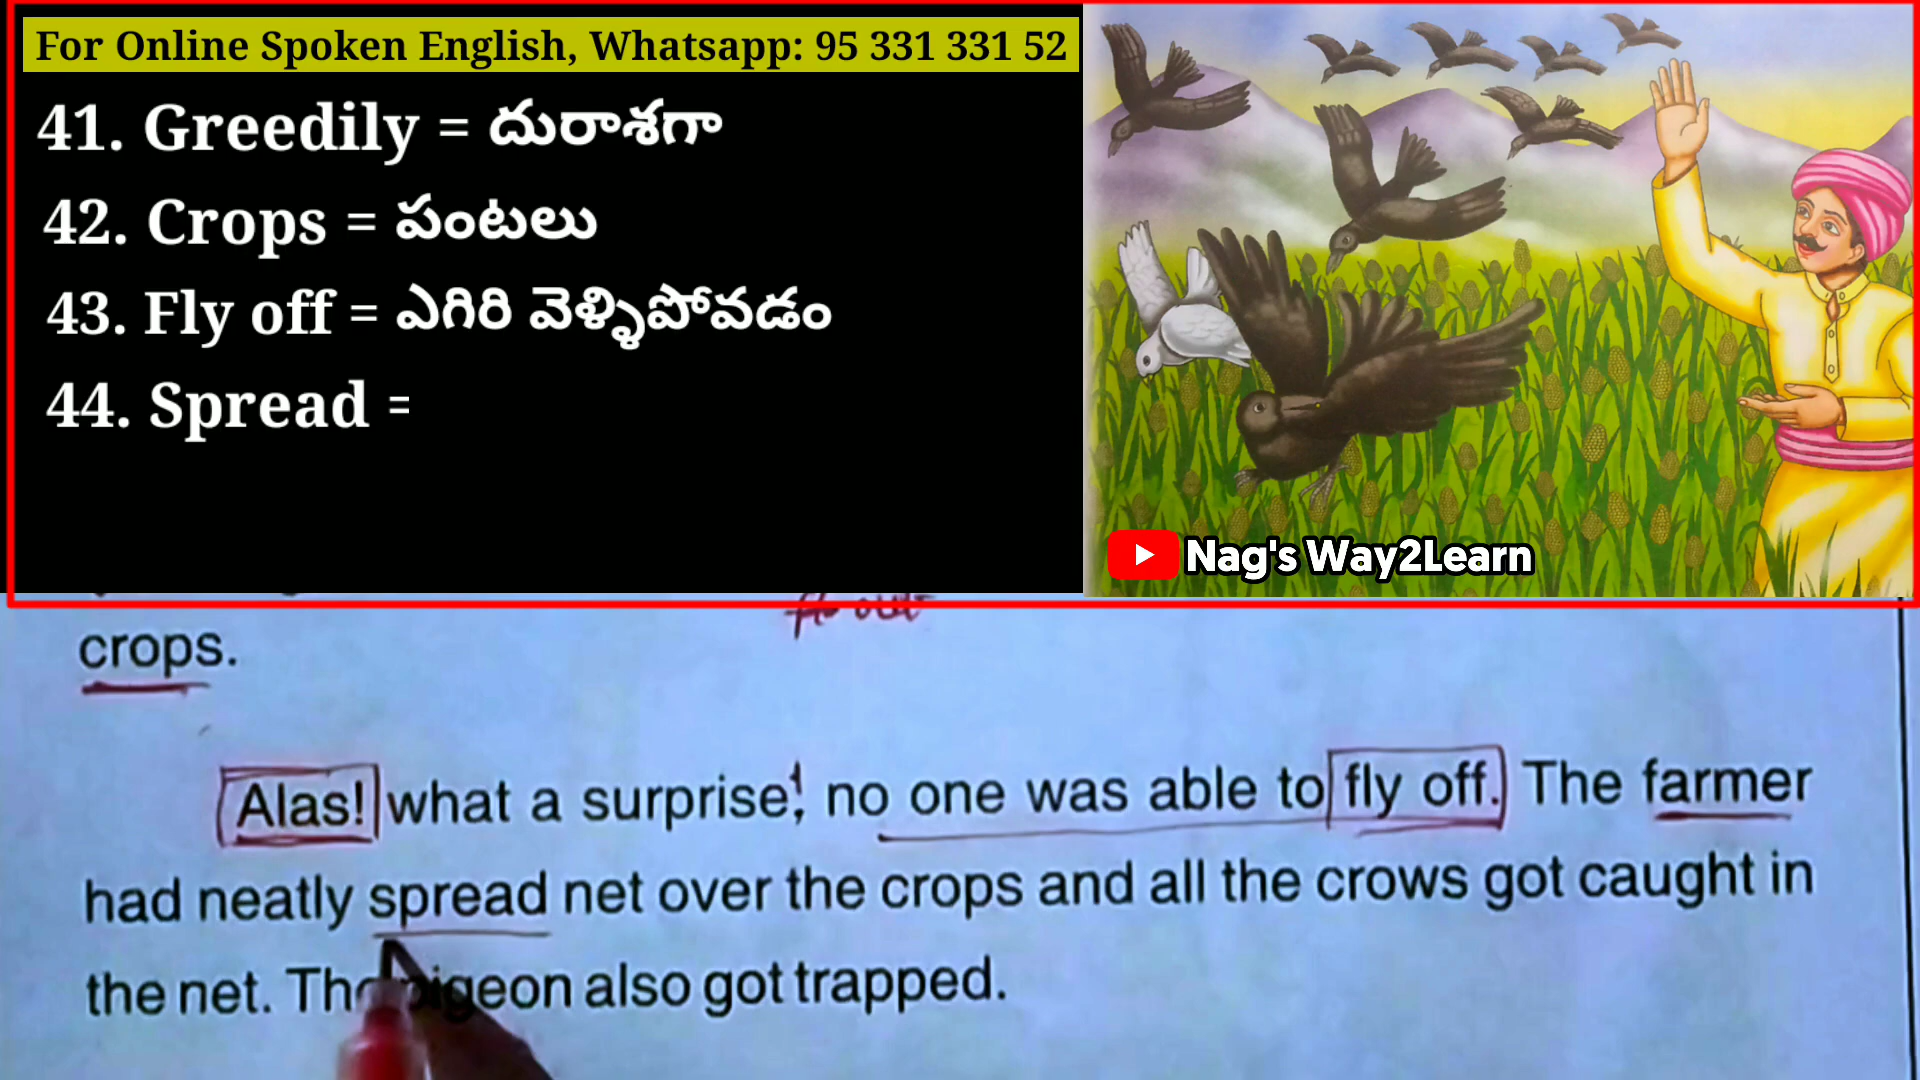 For Online Spoken English, Whatsapp: 95 331 331 52
41. Greedily = దురాశగా
42. Crops = పంటలు
43. Fly off = ఎగిరి వెళ్ళిపోవడం
44. Spread =
Nag's Way2Learn
crops.
Alas! what a surprise! no one was able to fly off. The farmer
had neatly spread net over the crops and all the crows got caught in
the net. The pigeon also got trapped.